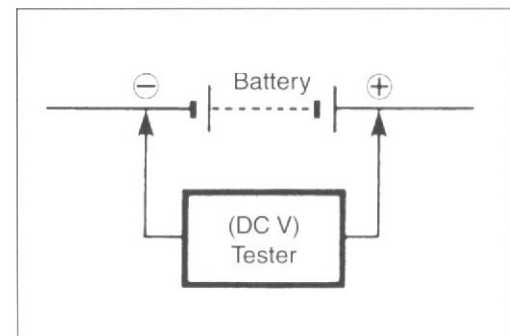 ⊖ Battery ⊕
(DC V)
Tester